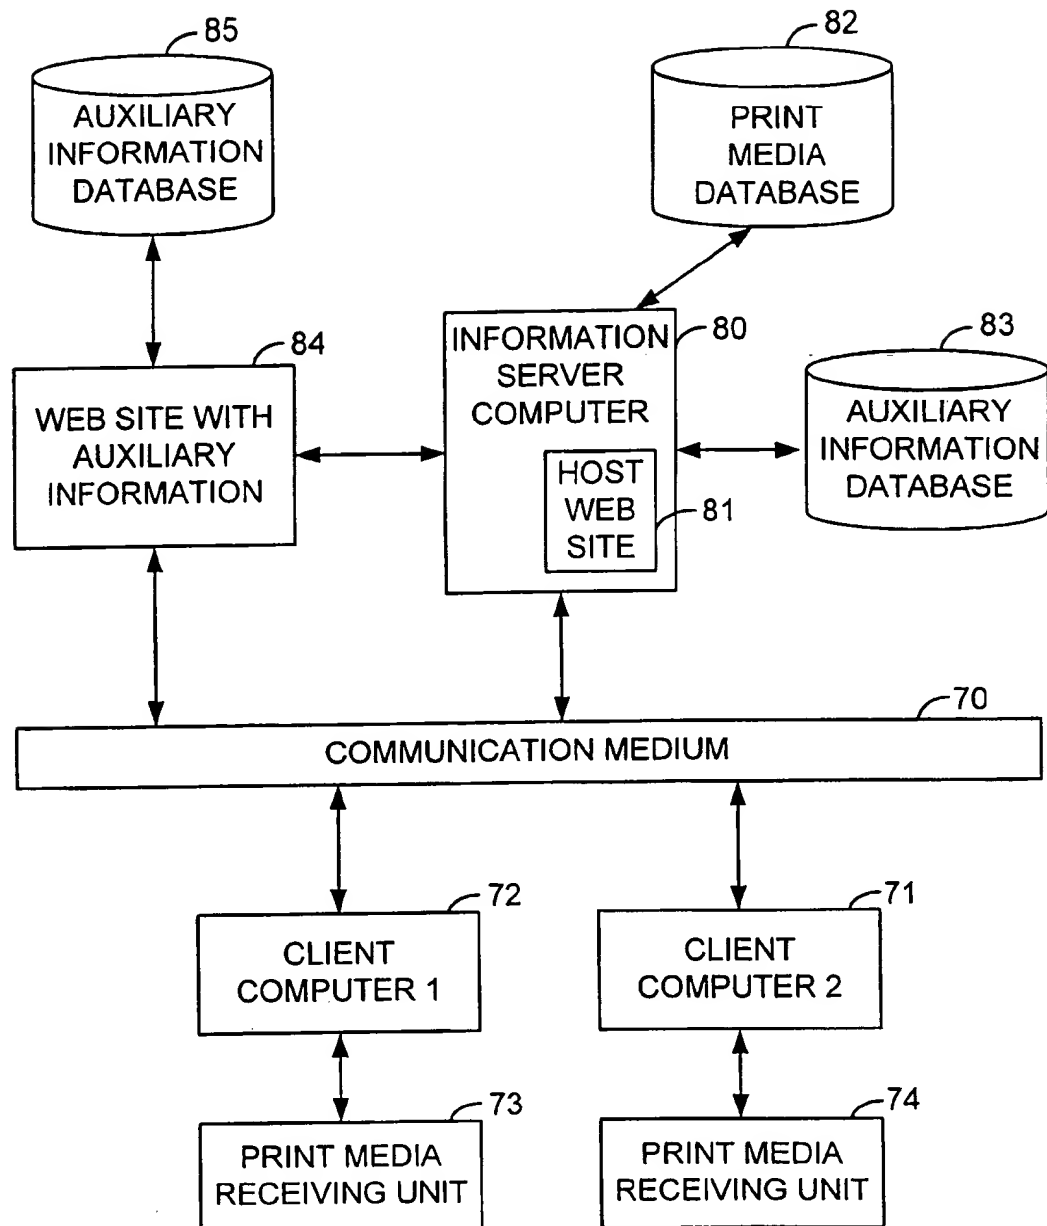 85
AUXILIARY
INFORMATION
DATABASE
82
PRINT
MEDIA
DATABASE
84
WEB SITE WITH
AUXILIARY
INFORMATION
80
INFORMATION
SERVER
COMPUTER
HOST
WEB
SITE
81
83
AUXILIARY
INFORMATION
DATABASE
70
COMMUNICATION MEDIUM
72
CLIENT
COMPUTER 1
71
CLIENT
COMPUTER 2
73
PRINT MEDIA
RECEIVING UNIT
74
PRINT MEDIA
RECEIVING UNIT